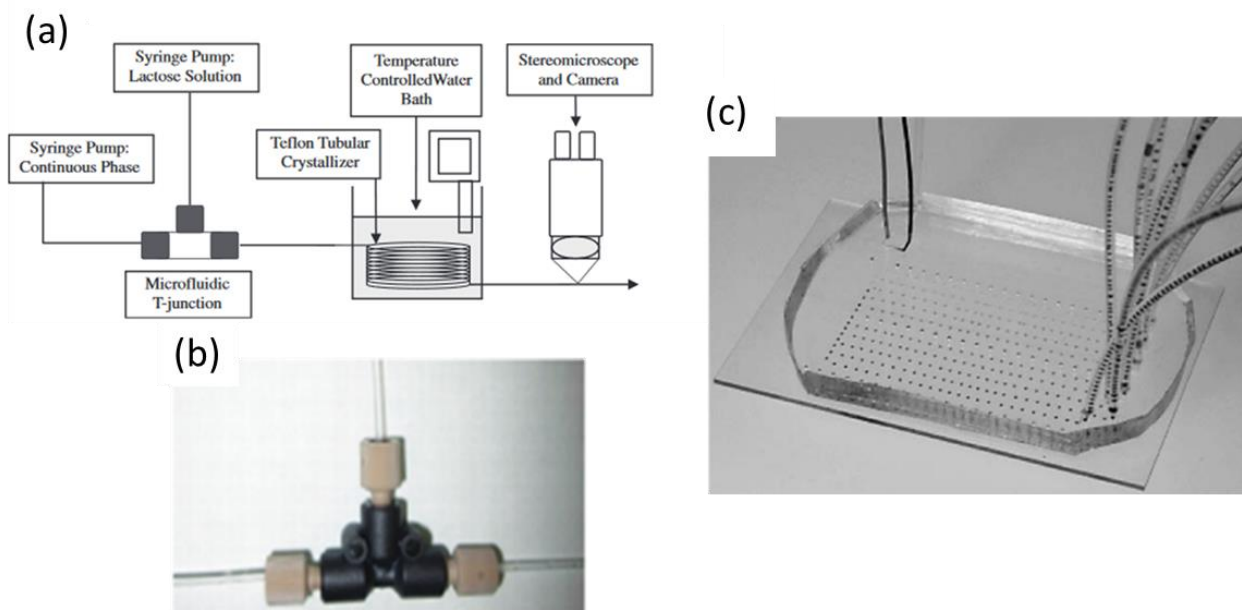 (a)
Syringe Pump:
Lactose Solution
Temperature
ControlledWater
Bath
Stereomicroscope
and Camera
Syringe Pump:
Continuous Phase
Teflon Tubular
Crystallizer
Microfluidic
T-junction
(b)
(c)